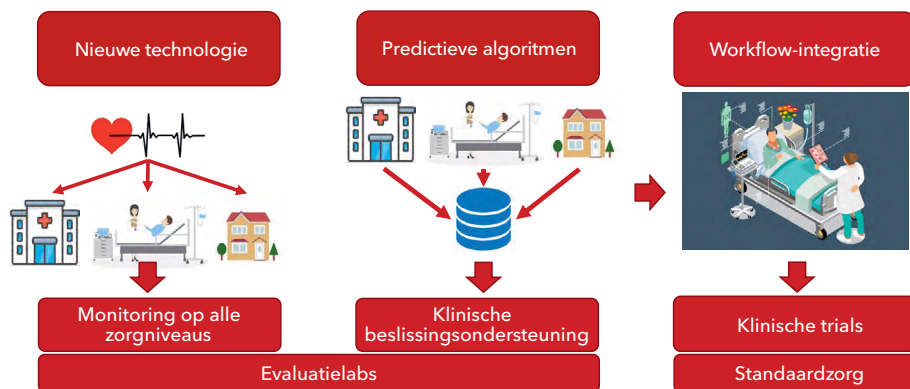 Nieuwe technologie
Predictieve algoritmen
Workflow-integratie
Monitoring op alle
zorgniveaus
Klinische
beslissingsondersteuning
Klinische trials
Evaluatielabs
Standaardzorg